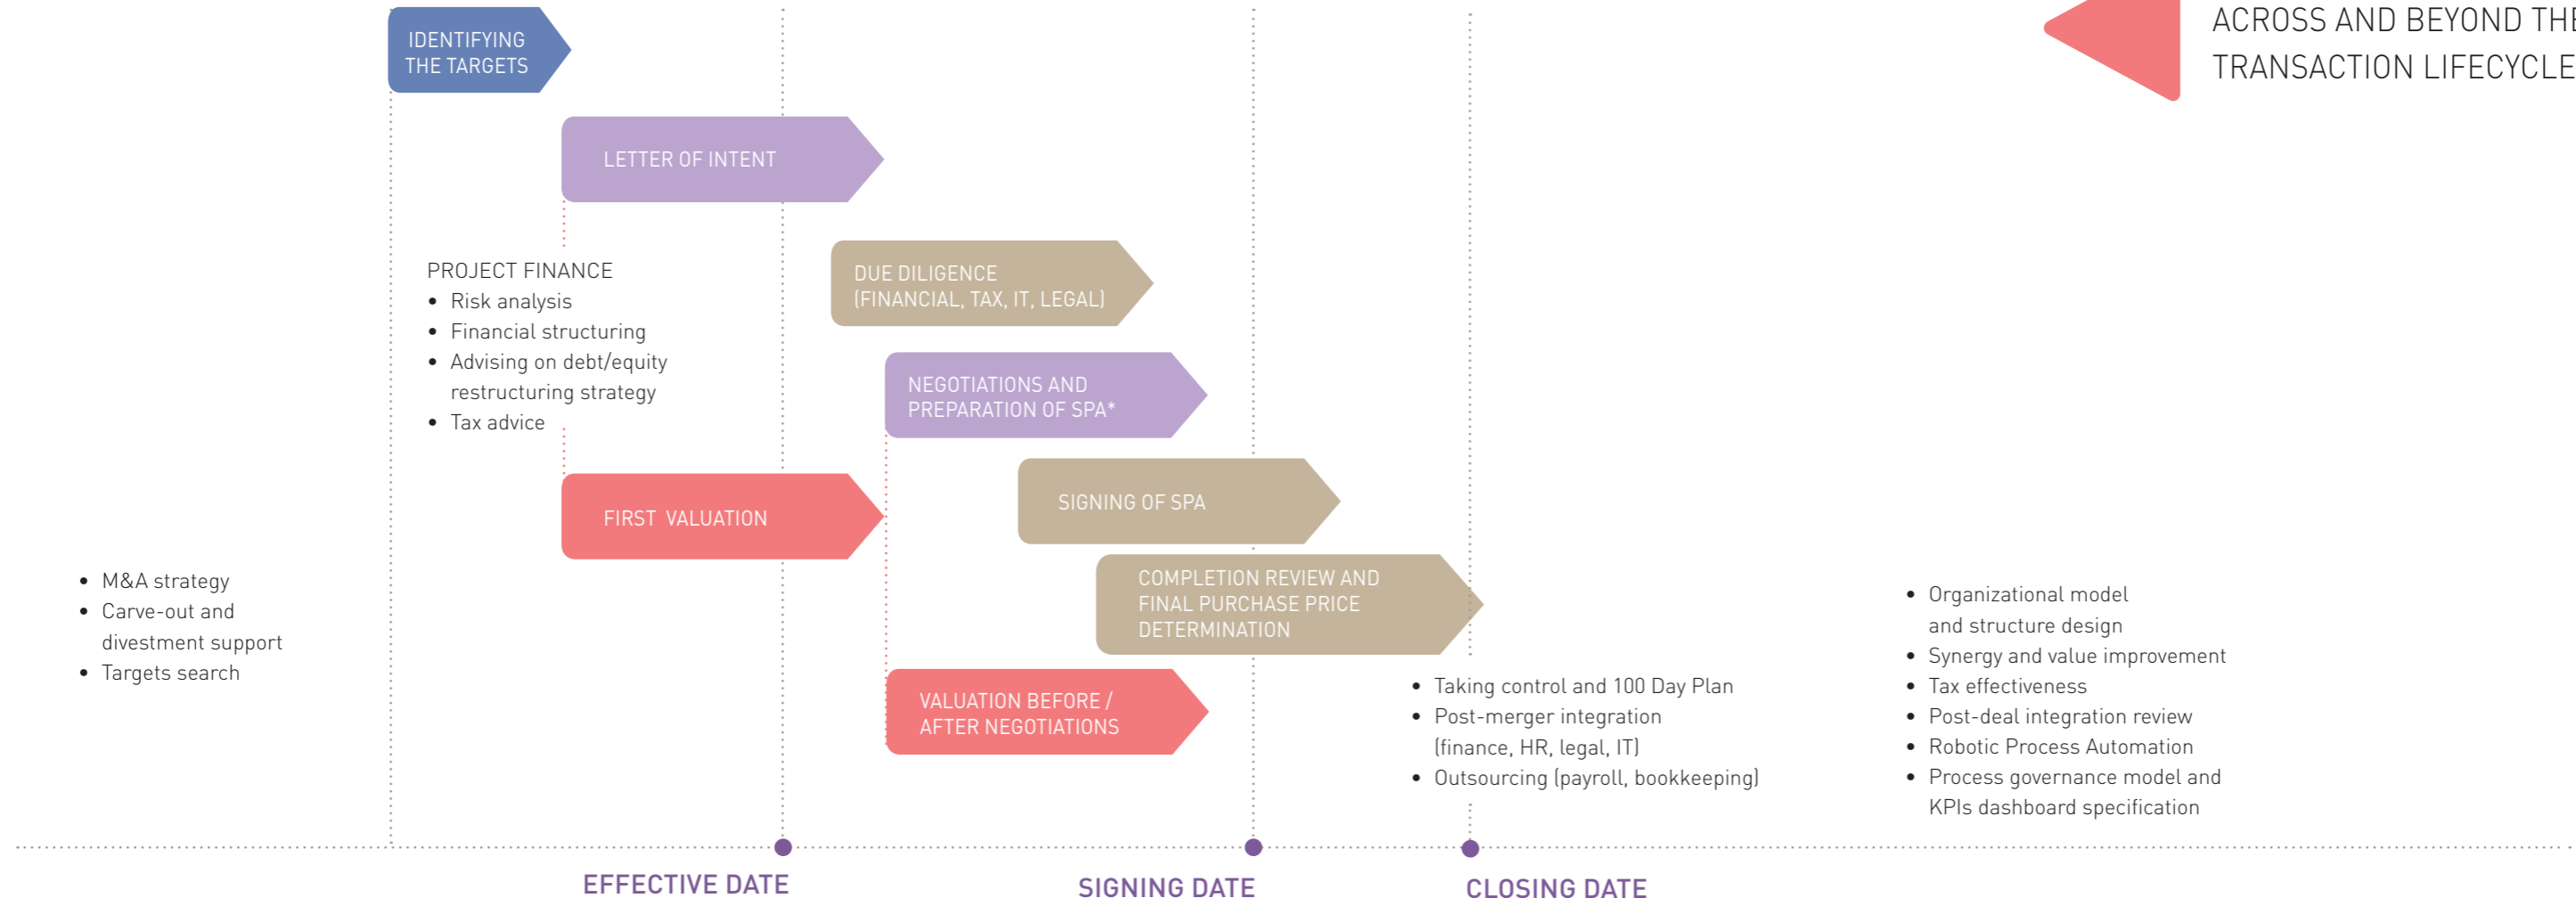 ACROSS AND BEYOND THE
TRANSACTION LIFECYCLE
IDENTIFYING
THE TARGETS
LETTER OF INTENT
PROJECT FINANCE
• Risk analysis
• Financial structuring
• Advising on debt/equity
restructuring strategy
• Tax advice
DUE DILIGENCE
(FINANCIAL, TAX, IT, LEGAL)
NEGOTIATIONS AND
PREPARATION OF SPA*
FIRST VALUATION
SIGNING OF SPA
COMPLETION REVIEW AND
FINAL PURCHASE PRICE
DETERMINATION
VALUATION BEFORE /
AFTER NEGOTIATIONS
• M&A strategy
• Carve-out and
divestment support
• Targets search
• Taking control and 100 Day Plan
• Post-merger integration
(finance, HR, legal, IT)
• Outsourcing (payroll, bookkeeping)
• Organizational model
and structure design
• Synergy and value improvement
• Tax effectiveness
• Post-deal integration review
• Robotic Process Automation
• Process governance model and
KPIs dashboard specification
EFFECTIVE DATE
SIGNING DATE
CLOSING DATE